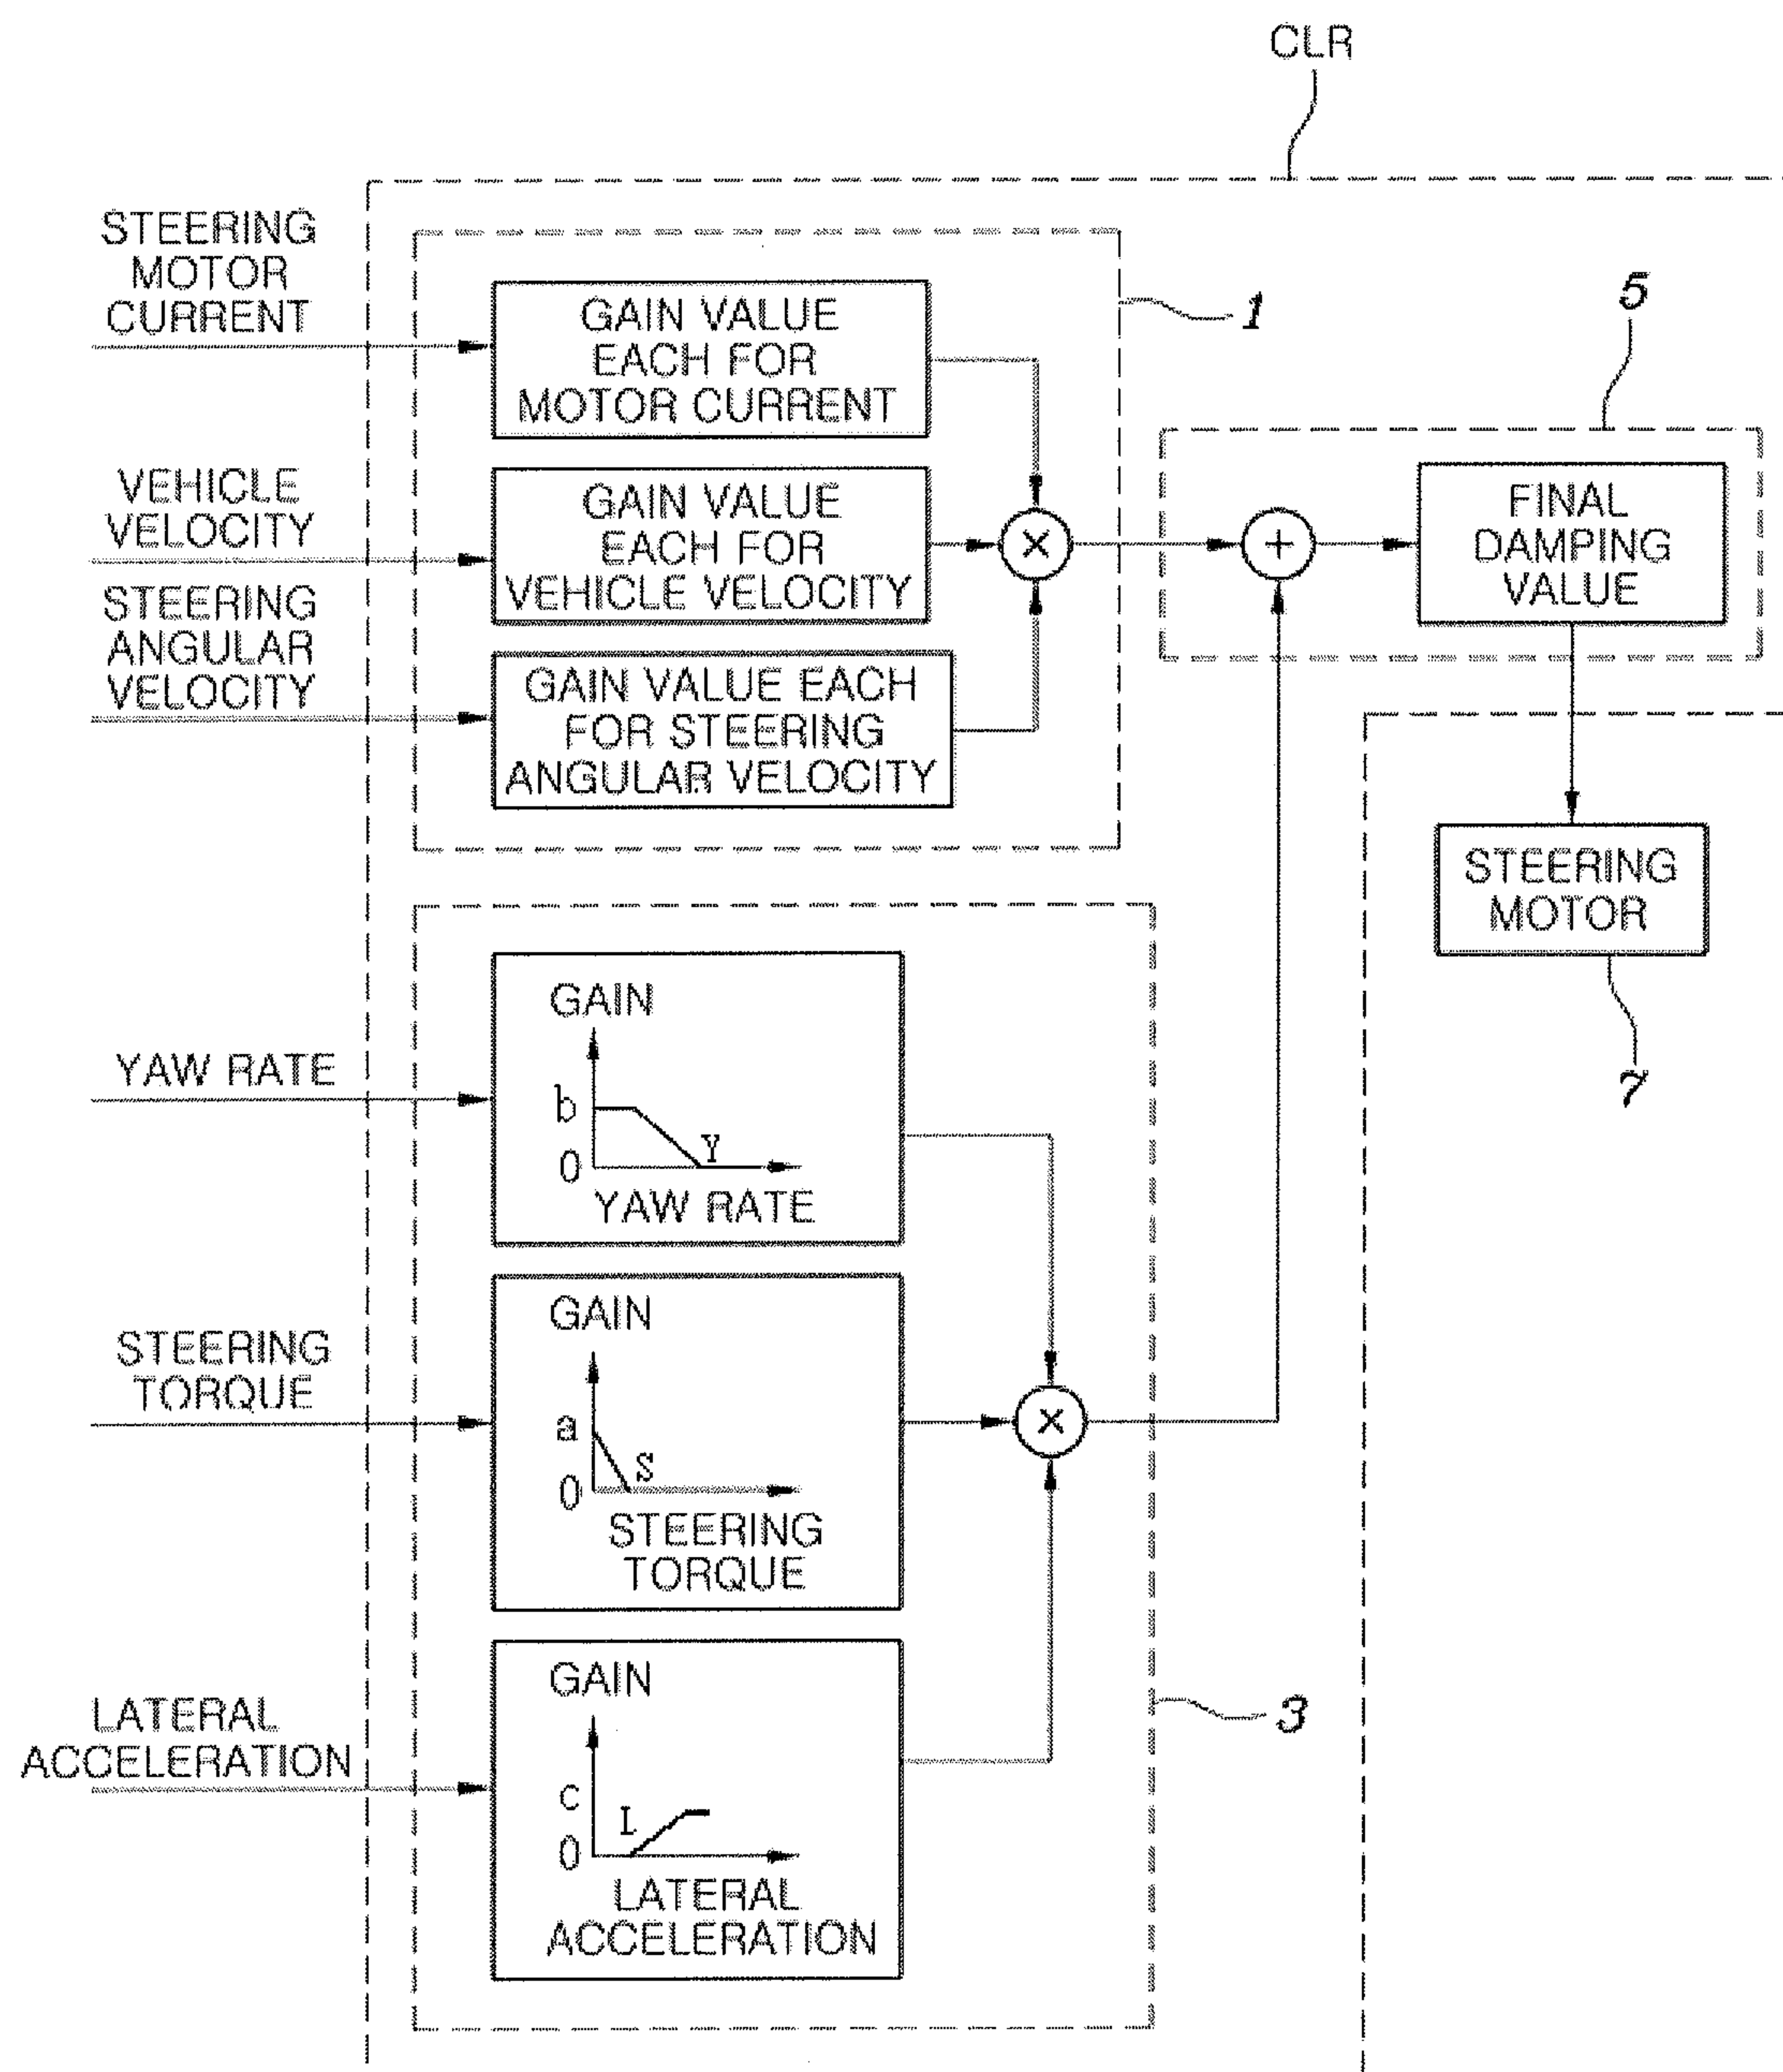 CLR
STEERING
MOTOR
CURRENT
GAIN VALUE
EACH FOR
MOTOR CURRENT
1
5
VEHICLE
VELOCITY
GAIN VALUE
EACH FOR
VEHICLE VELOCITY
×
+
FINAL
DAMPING
VALUE
STEERING
ANGULAR
VELOCITY
GAIN VALUE EACH
FOR STEERING
ANGULAR VELOCITY
STEERING
MOTOR
7
YAW RATE
GAIN
b
0
Y
YAW RATE
STEERING
TORQUE
GAIN
a
0
S
STEERING
TORQUE
×
LATERAL
ACCELERATION
GAIN
c
0
L
LATERAL
ACCELERATION
3